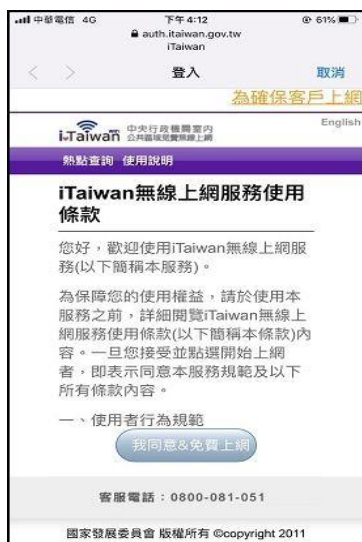 中華電信 4G 下午4:12 61%
auth.itaiwan.gov.tw
iTaiwan
登入 取消
為確保客戶上網
English
iTaiwan 中央行政機關室內
公共區域免費無線上網
熱點查詢 使用說明
iTaiwan無線上網服務使用
條款
您好,歡迎使用iTaiwan無線上網服
務(以下簡稱本服務)。
為保障您的使用權益,請於使用本
服務之前,詳細閱覽iTaiwan無線上
網服務使用條款(以下簡稱本條款)內
容。一旦您接受並點選開始上網
者,即表示同意本服務規範及以下
所有條款內容。
一、使用者行為規範
我同意&免費上網
客服電話:0800-081-051
國家發展委員會 版權所有 ©copyright 2011